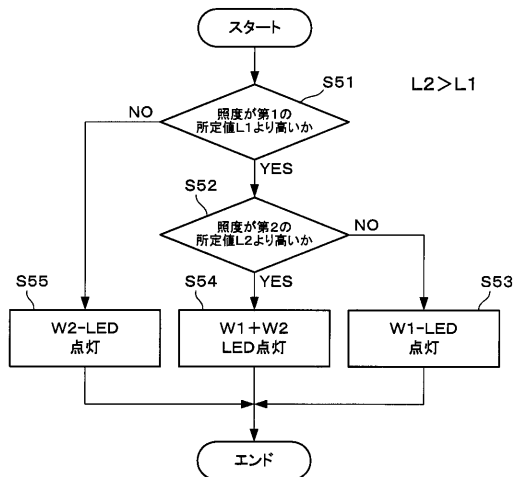 スタート
S51
L2>L1
照度が第1の
所定値L1より高いか
NO
YES
S52
照度が第2の
所定値L2より高いか
NO
YES
S55
S54
S53
W2-LED
点灯
W1+W2
LED点灯
W1-LED
点灯
エンド